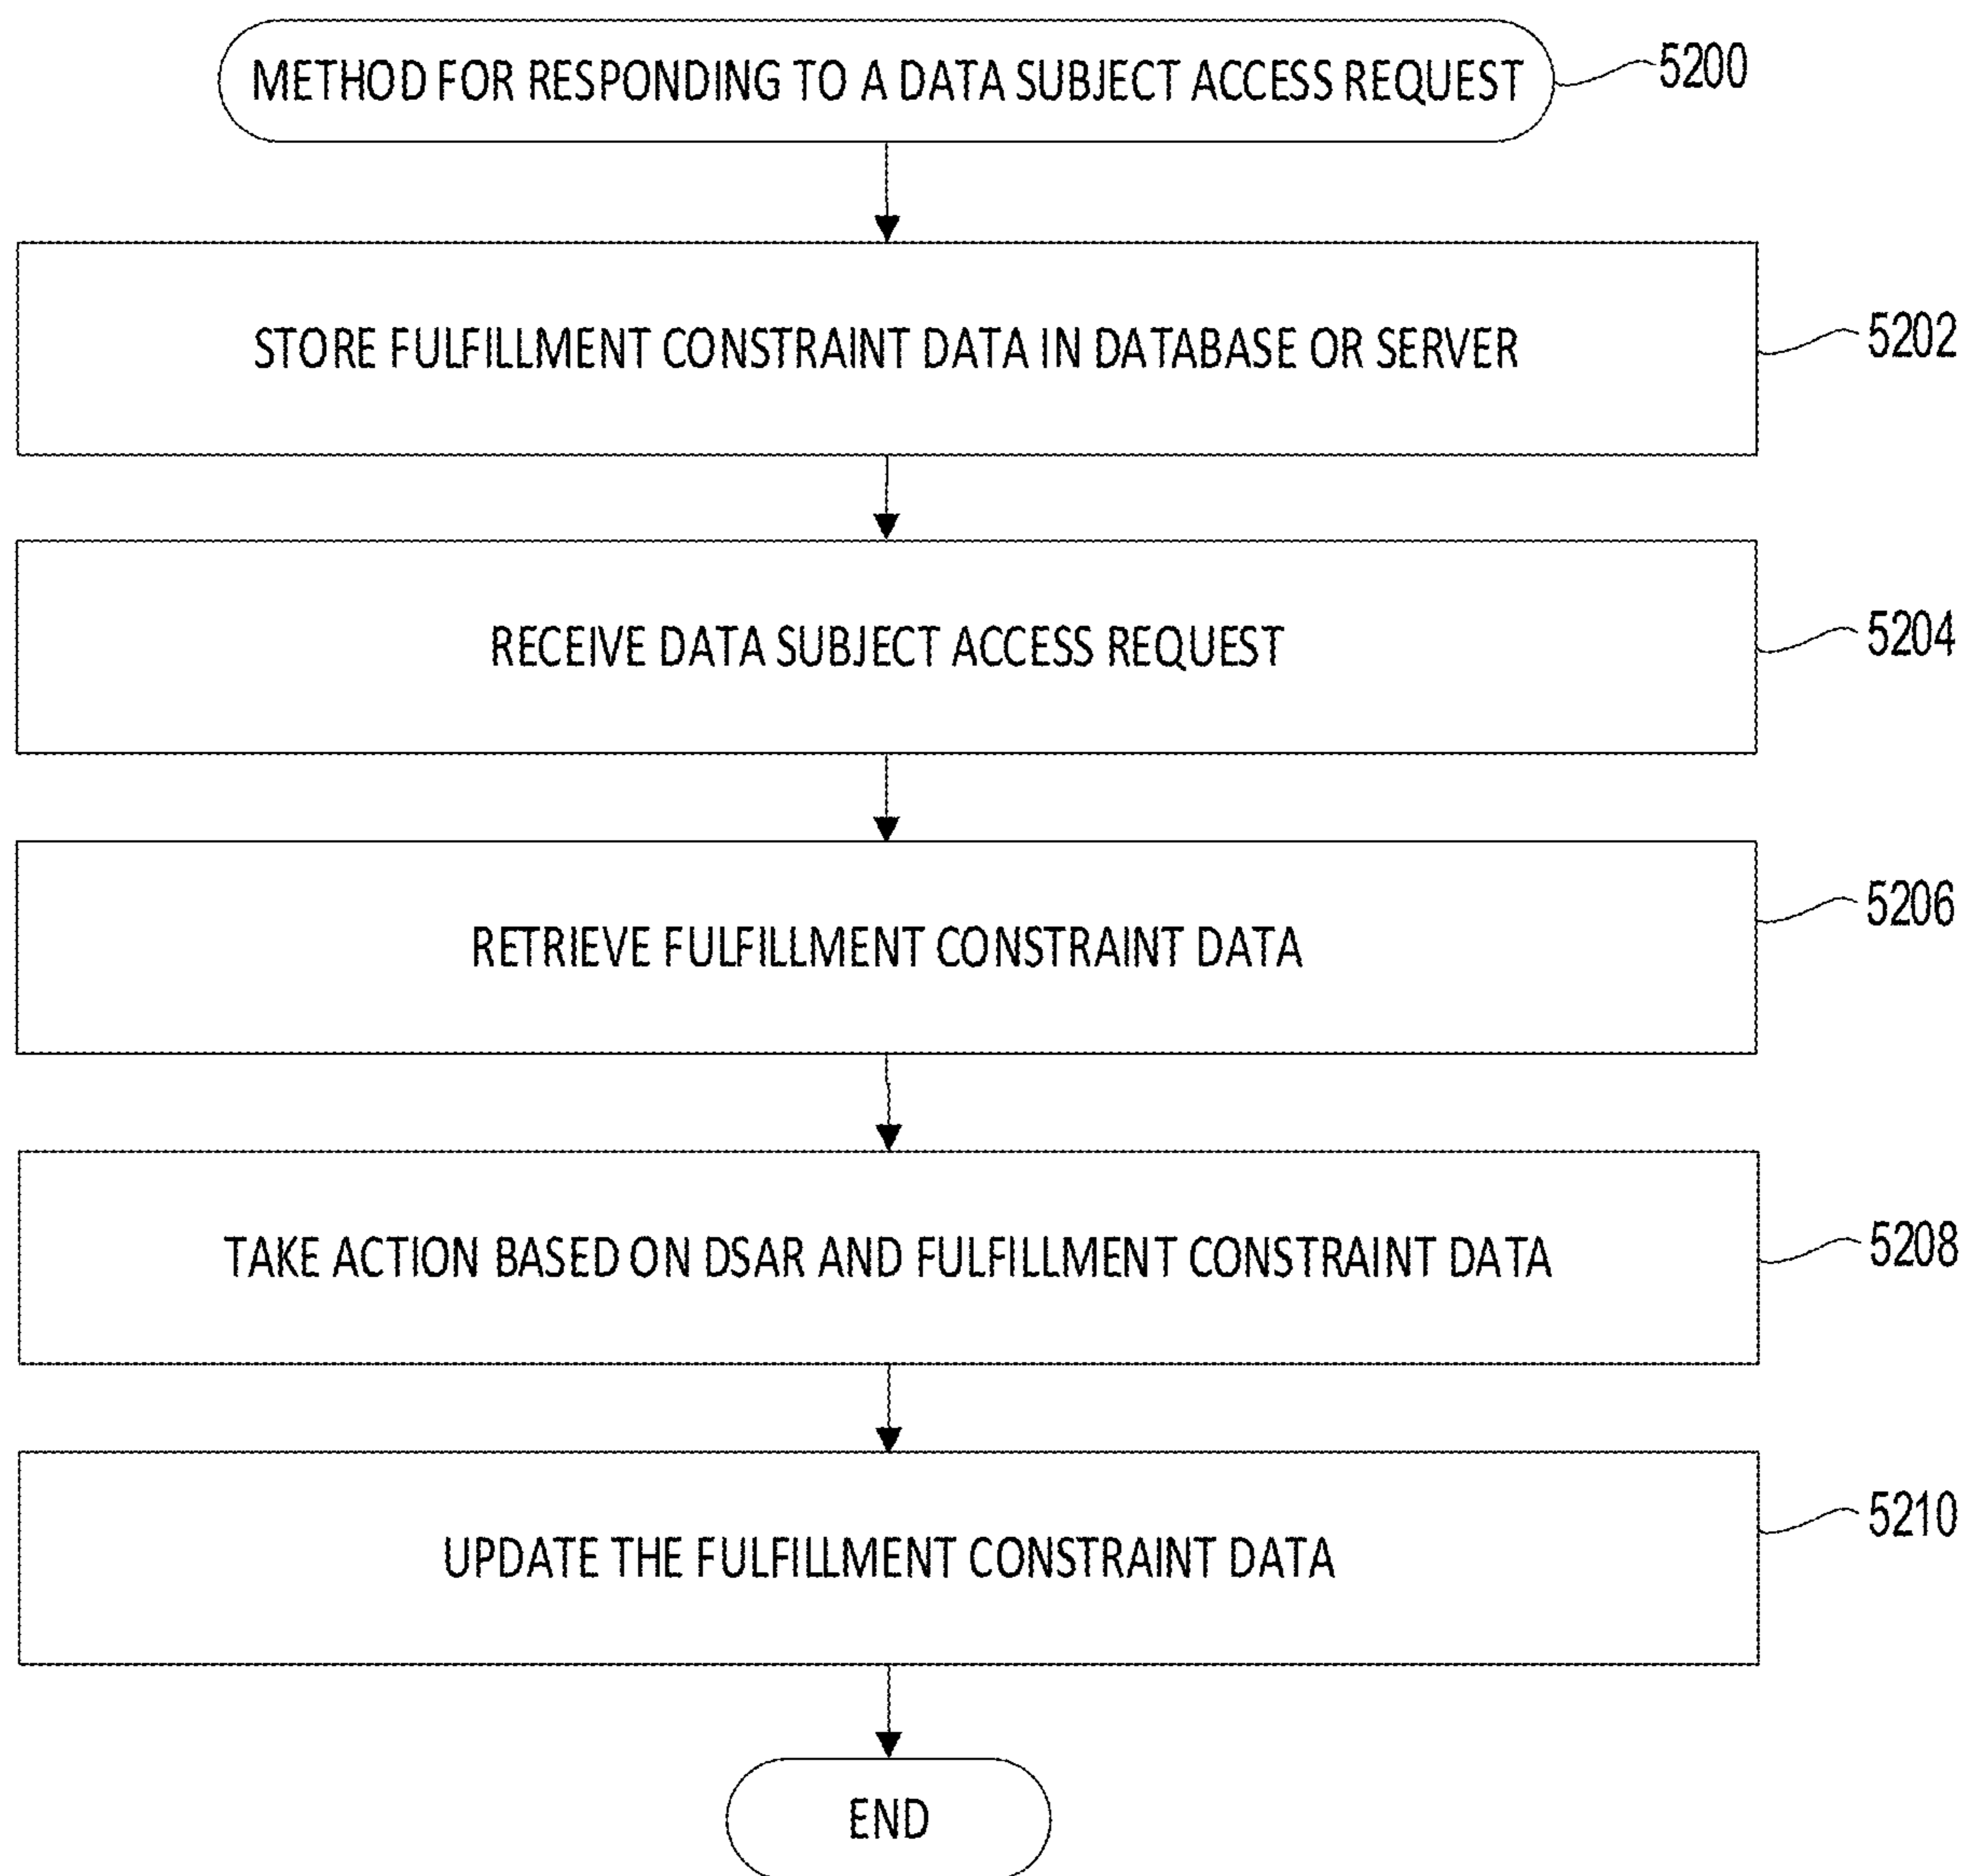 METHOD FOR RESPONDING TO A DATA SUBJECT ACCESS REQUEST
5200
STORE FULFILLMENT CONSTRAINT DATA IN DATABASE OR SERVER
5202
RECEIVE DATA SUBJECT ACCESS REQUEST
5204
RETRIEVE FULFILLMENT CONSTRAINT DATA
5206
TAKE ACTION BASED ON DSAR AND FULFILLMENT CONSTRAINT DATA
5208
UPDATE THE FULFILLMENT CONSTRAINT DATA
5210
END